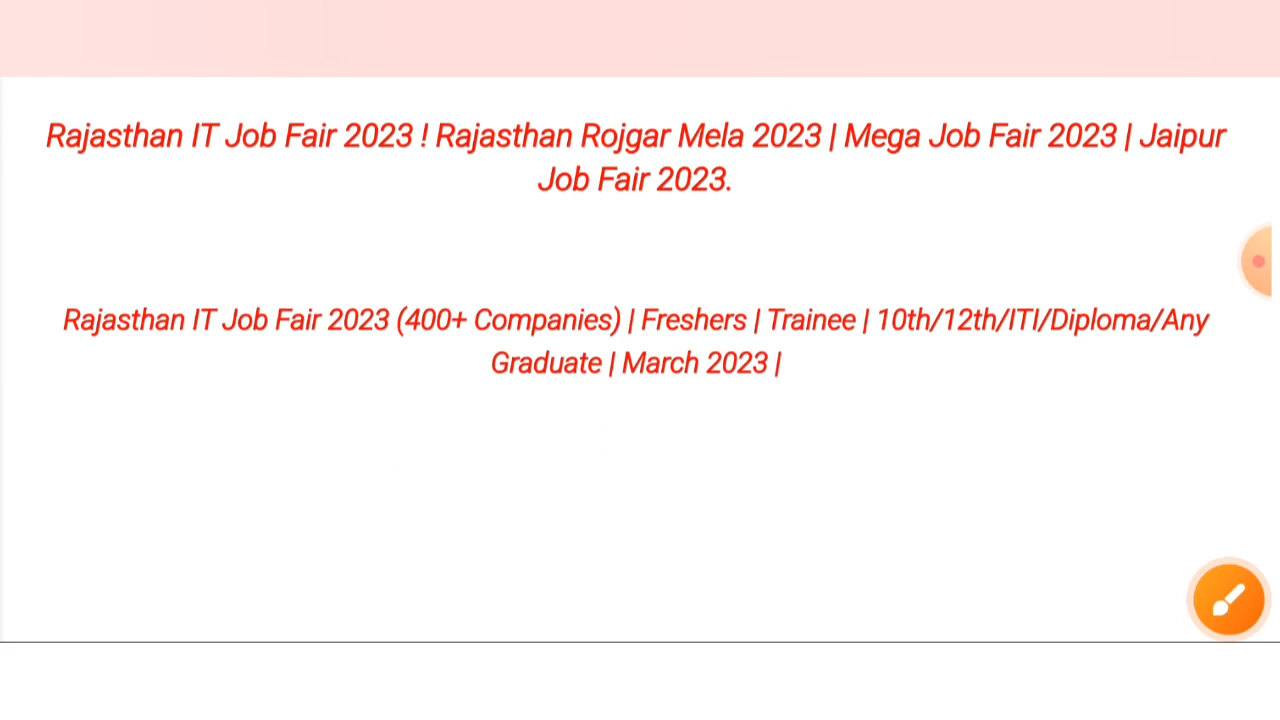 Rajasthan IT Job Fair 2023 ! Rajasthan Rojgar Mela 2023 | Mega Job Fair 2023 | Jaipur
Job Fair 2023.
Rajasthan IT Job Fair 2023 (400+ Companies) | Freshers | Trainee | 10th/12th/ITI/Diploma/Any
Graduate | March 2023 |